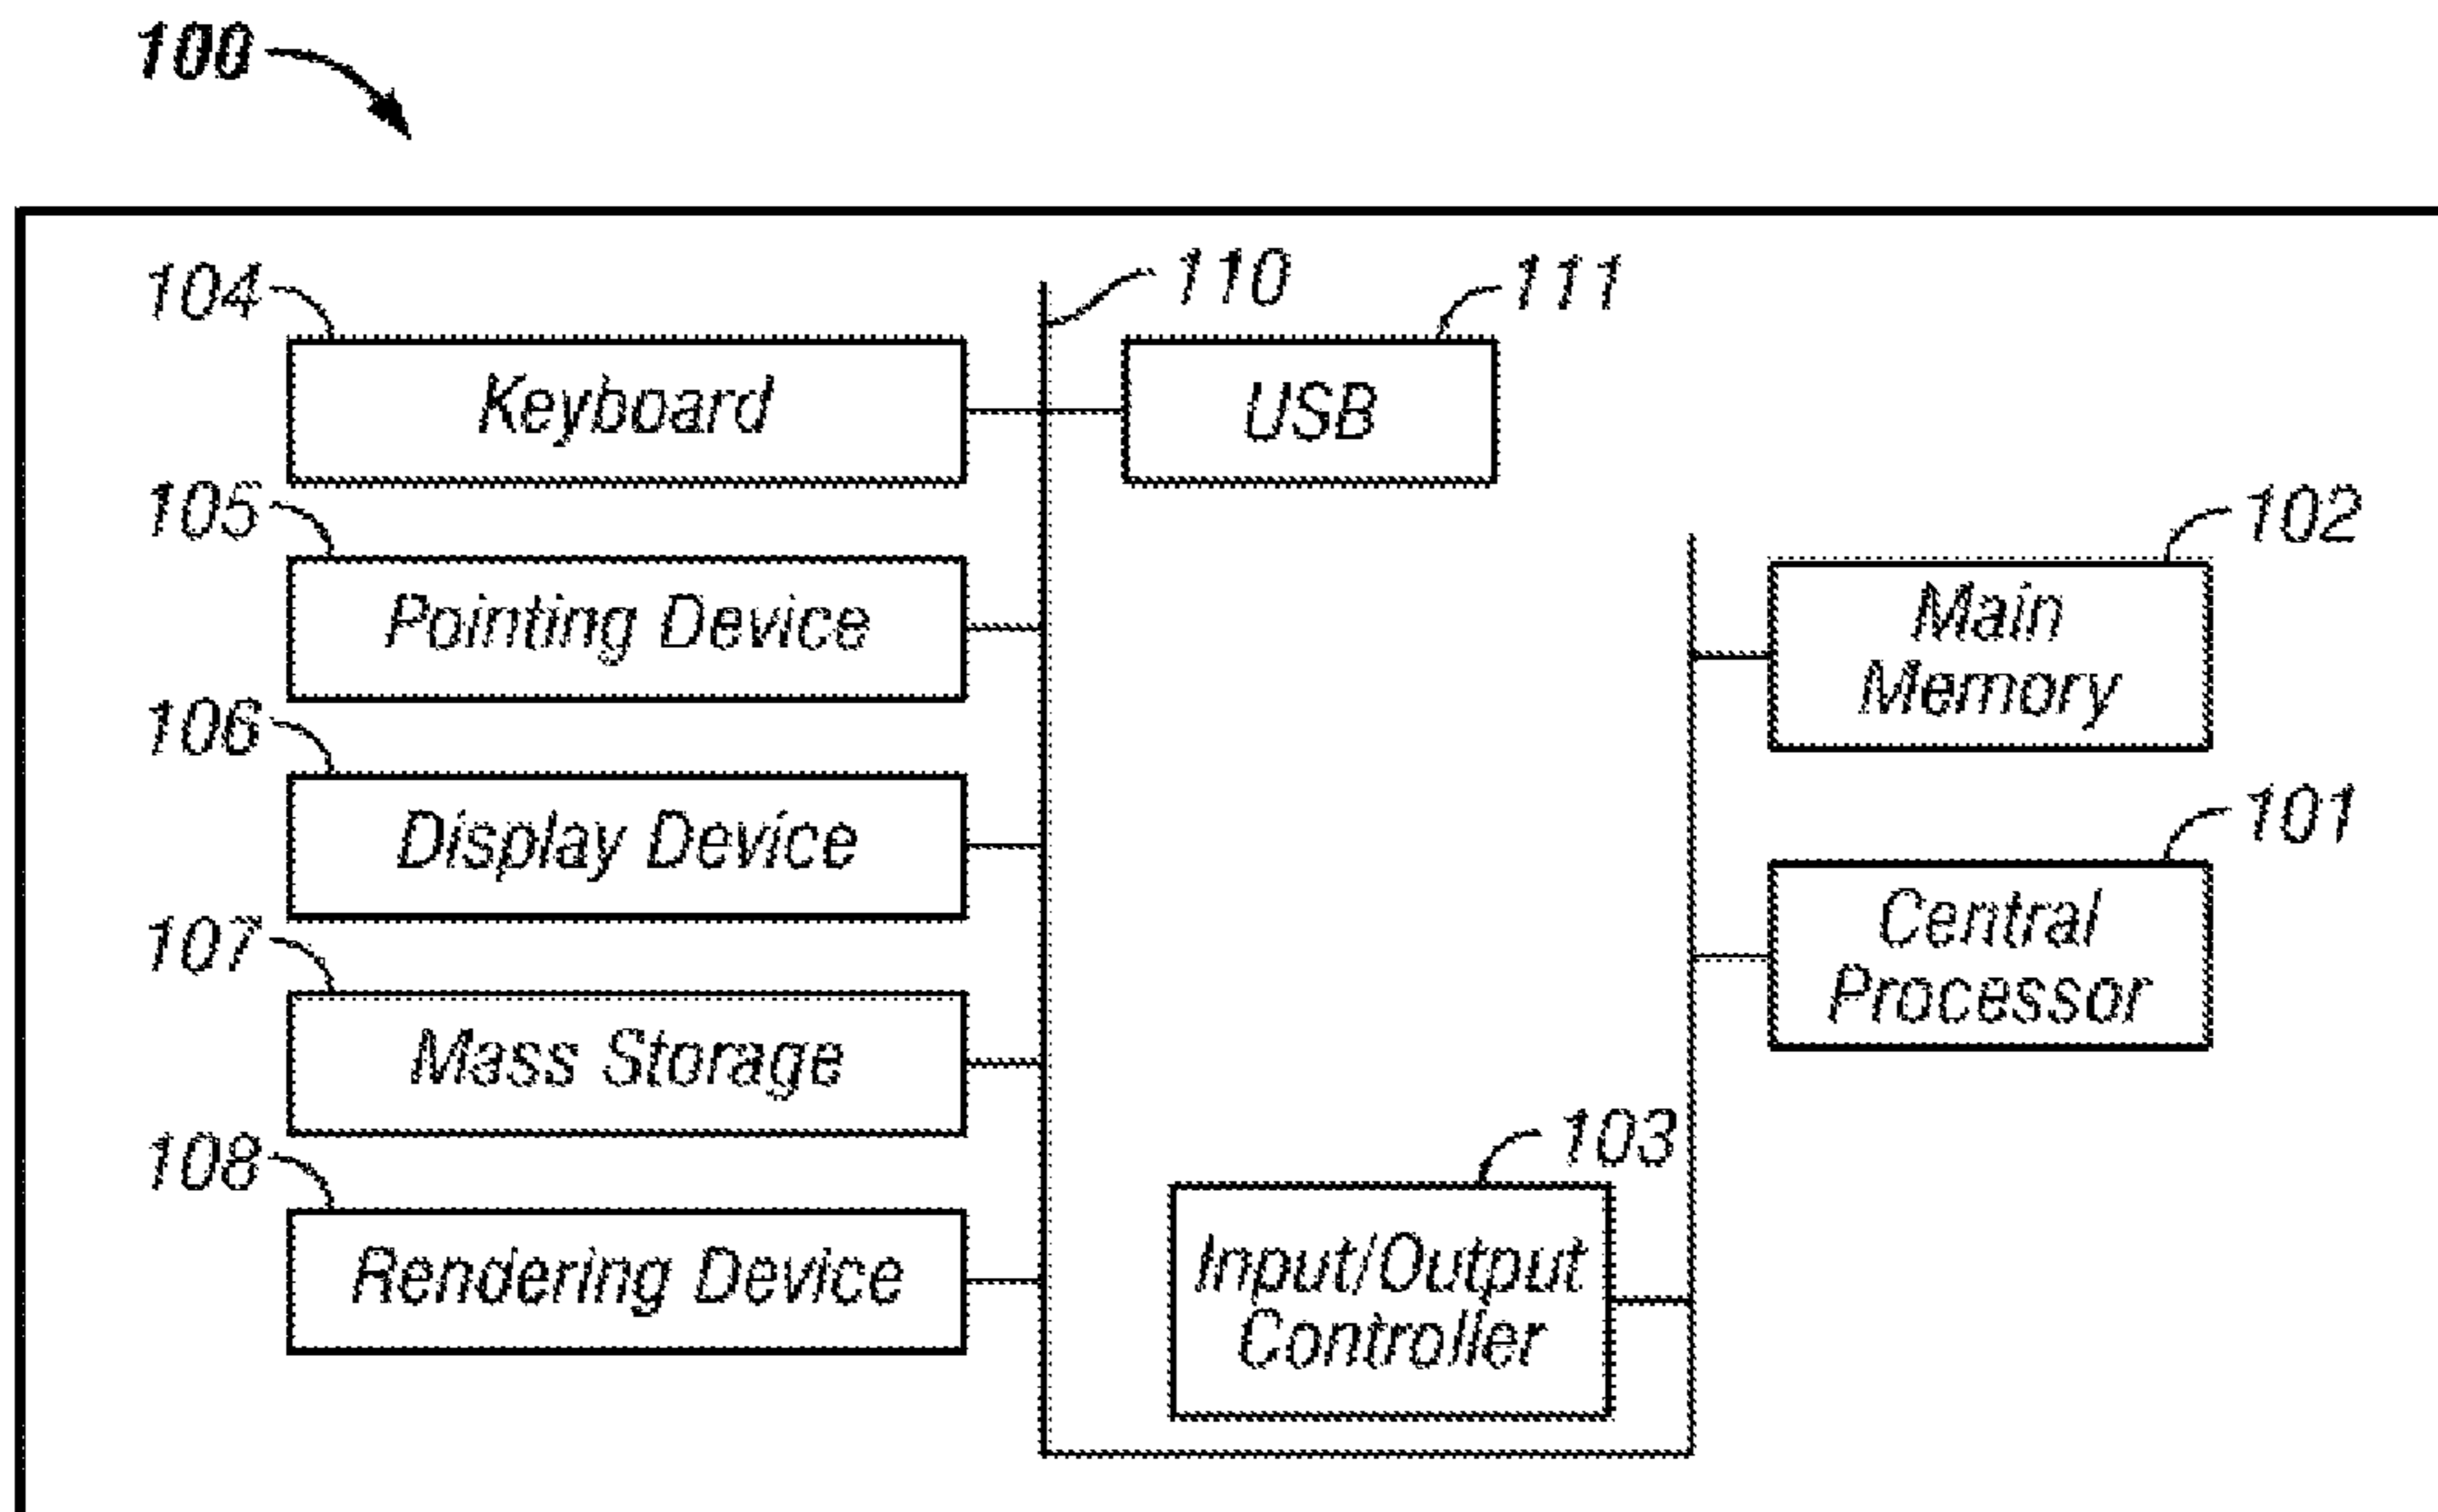 100
110
111
104
Keyboard
USB
105
Pointing Device
102
Main
Memory
106
Display Device
101
Central
Processor
107
Mass Storage
103
108
Rendering Device
Input/Output
Controller